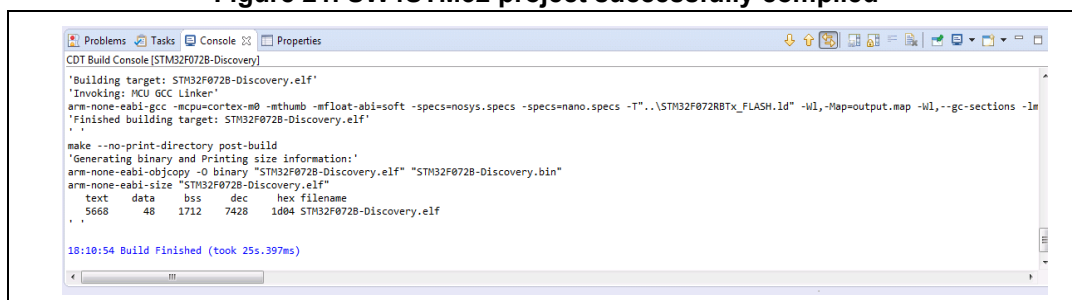 Problems Tasks Console Properties
CDT Build Console [STM32F072B-Discovery]
'Building target: STM32F072B-Discovery.elf'
'Invoking: MCU GCC Linker'
arm-none-eabi-gcc -mcpu=cortex-m0 -mthumb -mfloat-abi=soft -specs=nosys.specs -specs=nano.specs -T"..\STM32F072RBTx_FLASH.ld" -Wl,-Map=output.map -Wl,--gc-sections -lm
'Finished building target: STM32F072B-Discovery.elf'
' '
make --no-print-directory post-build
'Generating binary and Printing size information:'
arm-none-eabi-objcopy -O binary "STM32F072B-Discovery.elf" "STM32F072B-Discovery.bin"
arm-none-eabi-size "STM32F072B-Discovery.elf"
text data bss dec hex filename
5668 48 1712 7428 1d04 STM32F072B-Discovery.elf
' '
18:10:54 Build Finished (took 25s.397ms)